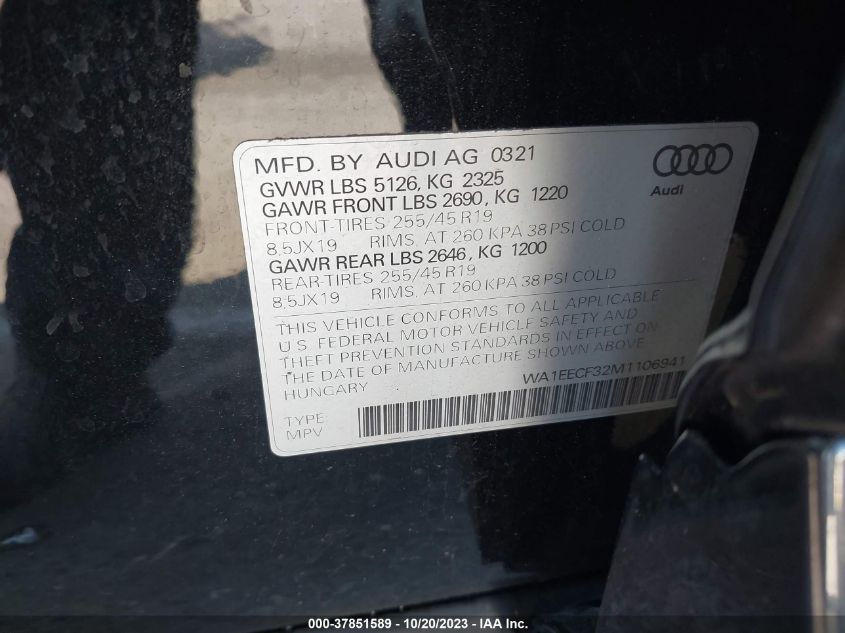 MFD. BY AUDI AG 0321
GVWR LBS 5126, KG 2325
GAWR FRONT LBS 2690, KG 1220
FRONT-TIRES 255/45 R19
8,5JX19 RIMS, AT 260 KPA 38 PSI COLD
GAWR REAR LBS 2646, KG 1200
REAR-TIRES 255/45 R19
8,5JX19 RIMS, AT 260 KPA 38 PSI COLD
Audi
THIS VEHICLE CONFORMS TO ALL APPLICABLE
U.S. FEDERAL MOTOR VEHICLE SAFETY AND
THEFT PREVENTION STANDARDS IN EFFECT ON
THE DATE OF MANUFACTURE SHOWN ABOVE
HUNGARY
WA1EECF32M1106941
TYPE:
MPV
000-37851589 - 10/20/2023 - IAA Inc.